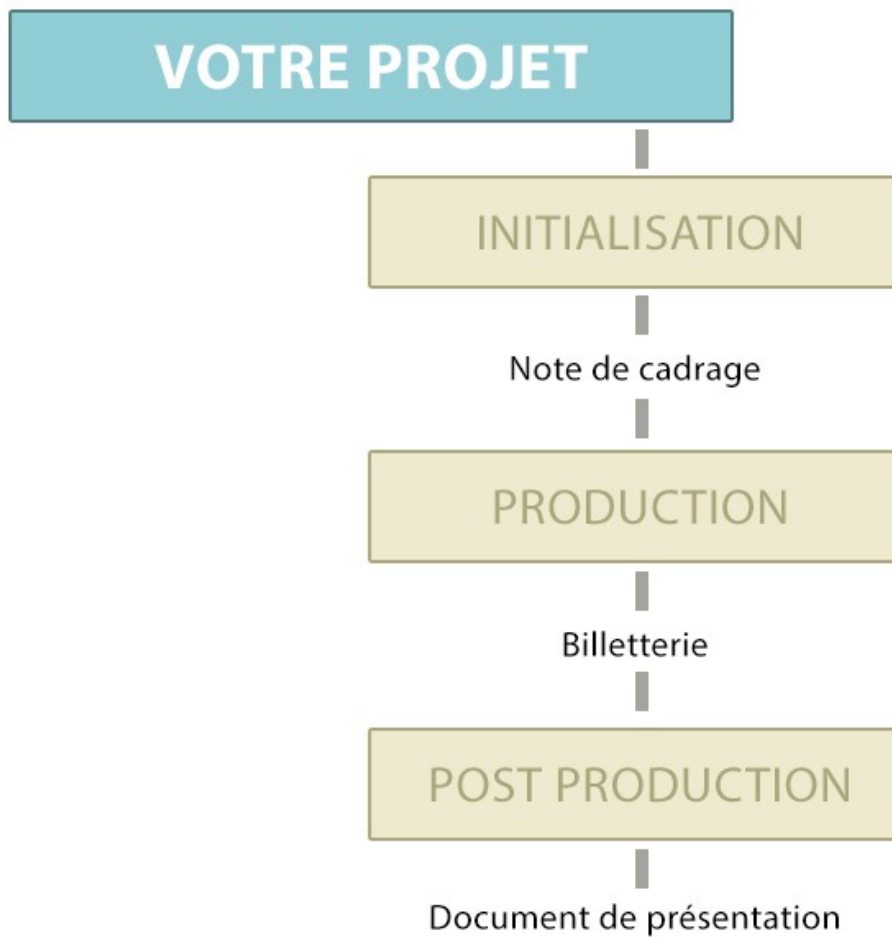 VOTRE PROJET
INITIALISATION
Note de cadrage
PRODUCTION
Billetterie
POST PRODUCTION
Document de présentation